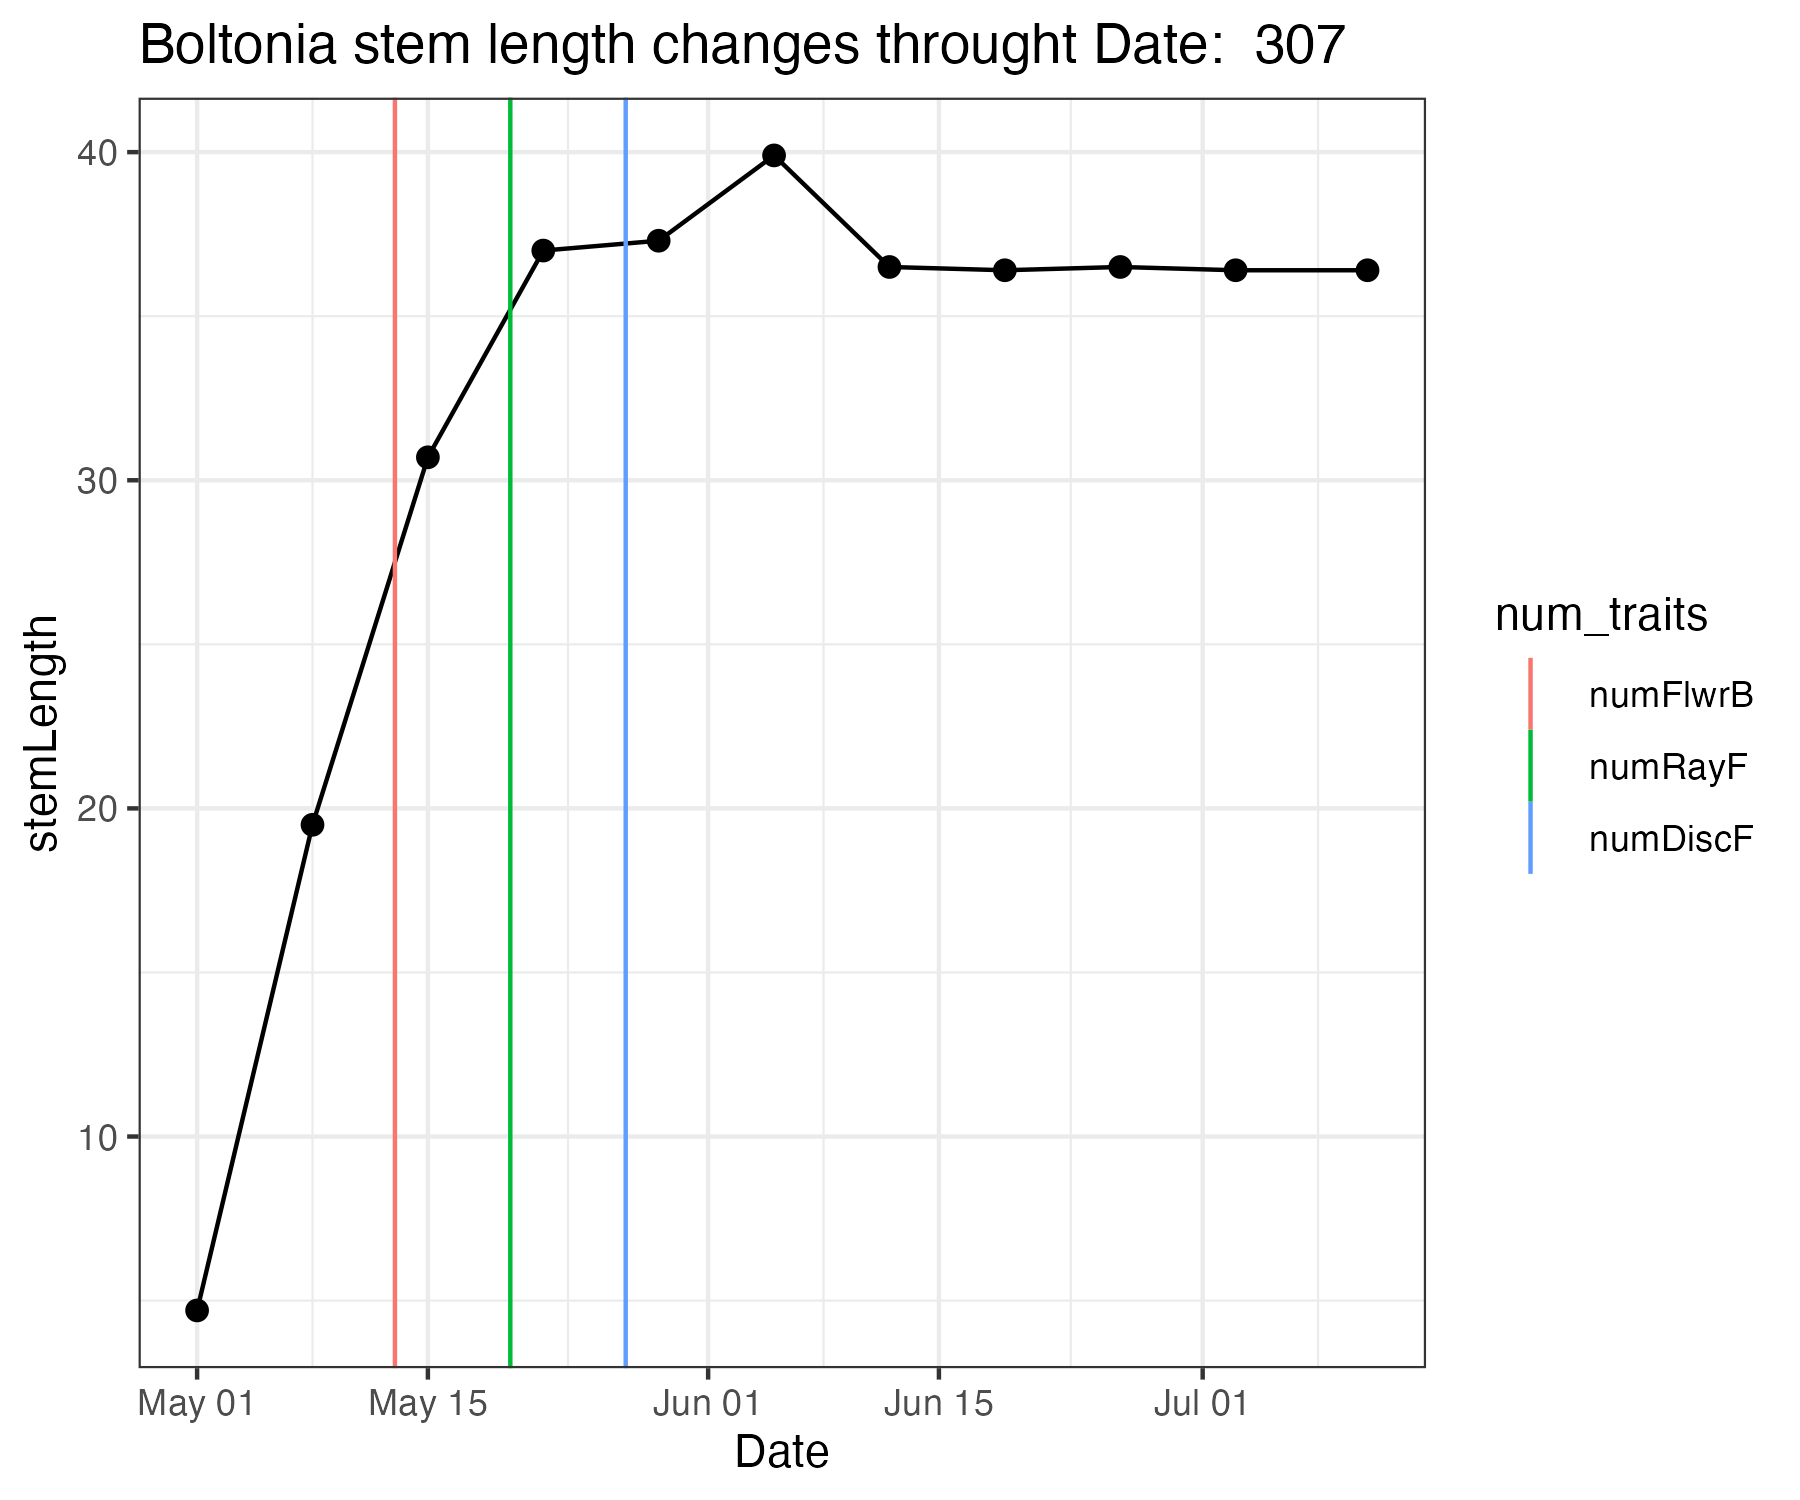 Boltonia stem length changes throught Date:  307
40
30
20
10
stemLength
May 01
May 15
Jun 01
Jun 15
Jul 01
Date
num_traits
numFlwrB
numRayF
numDiscF